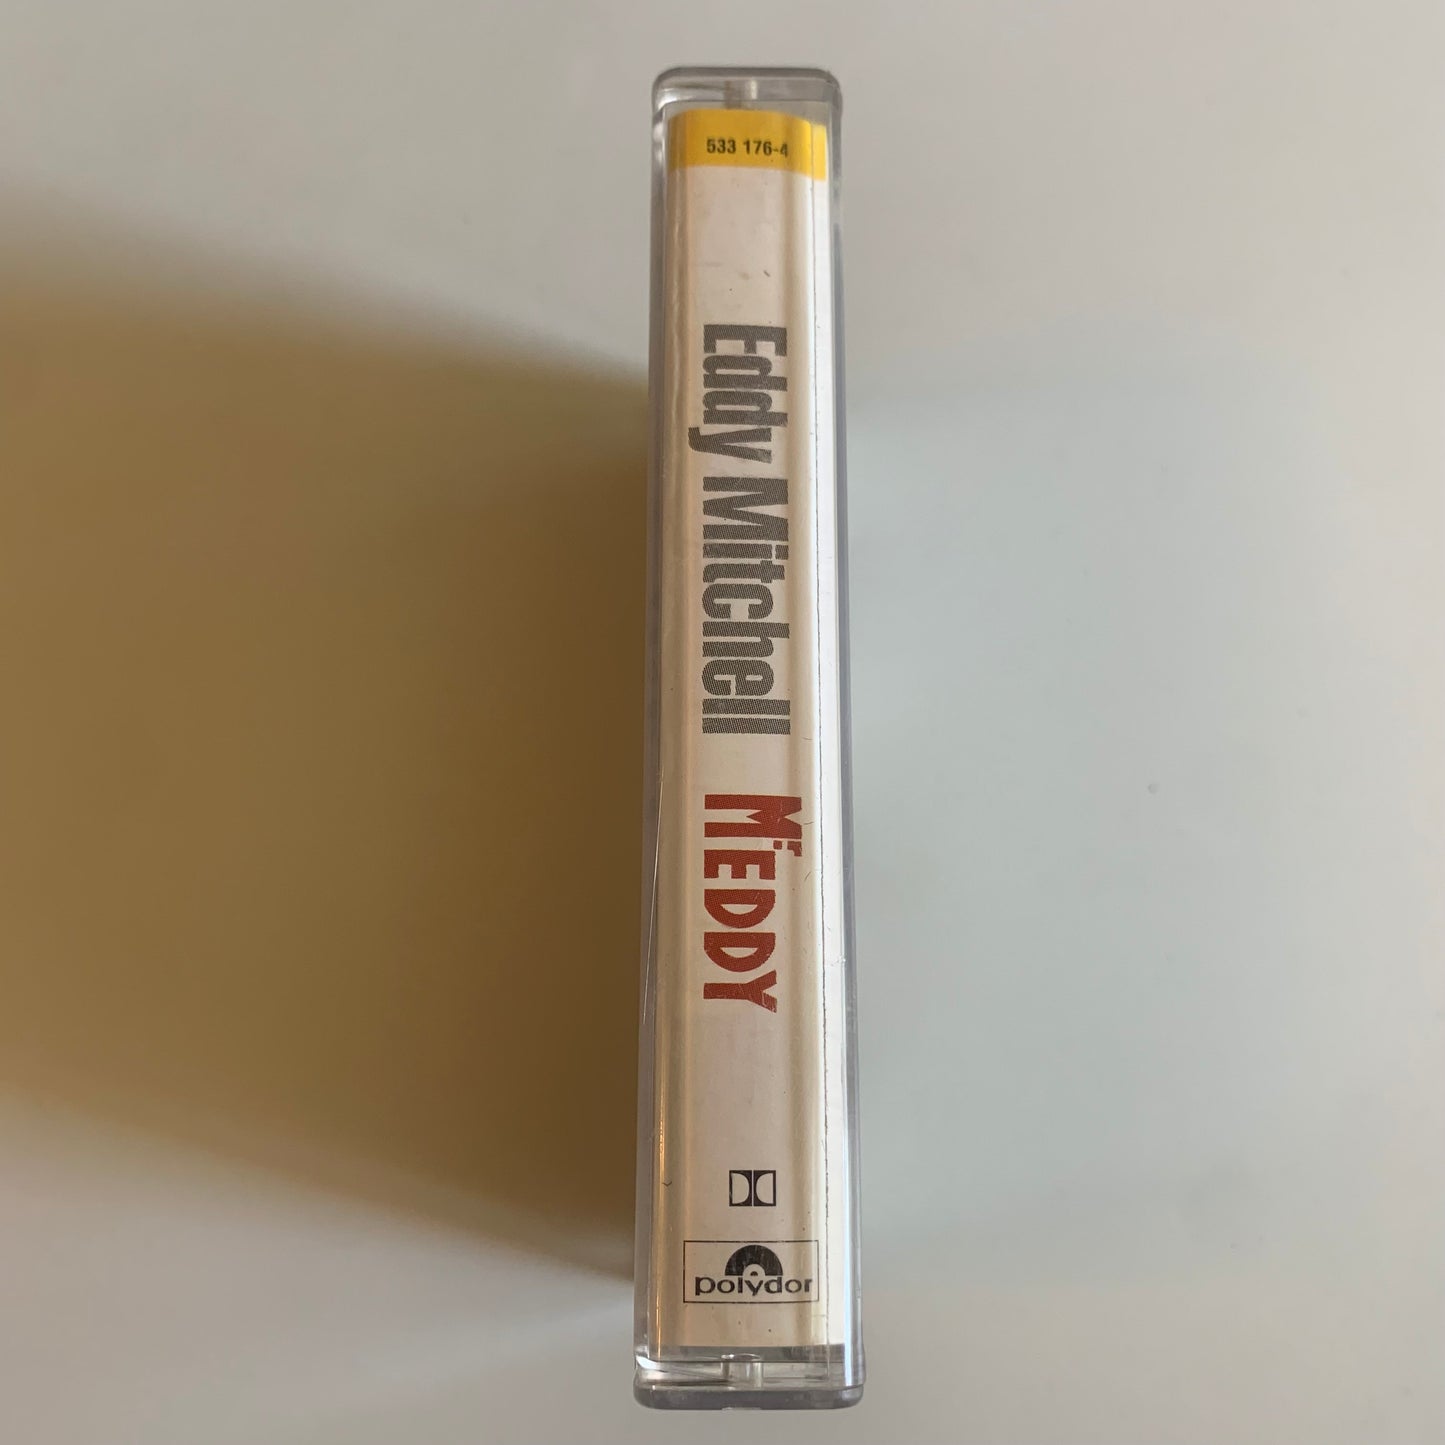 533 176-4
Eddy Mitchell
Mr. EDDY
polydor